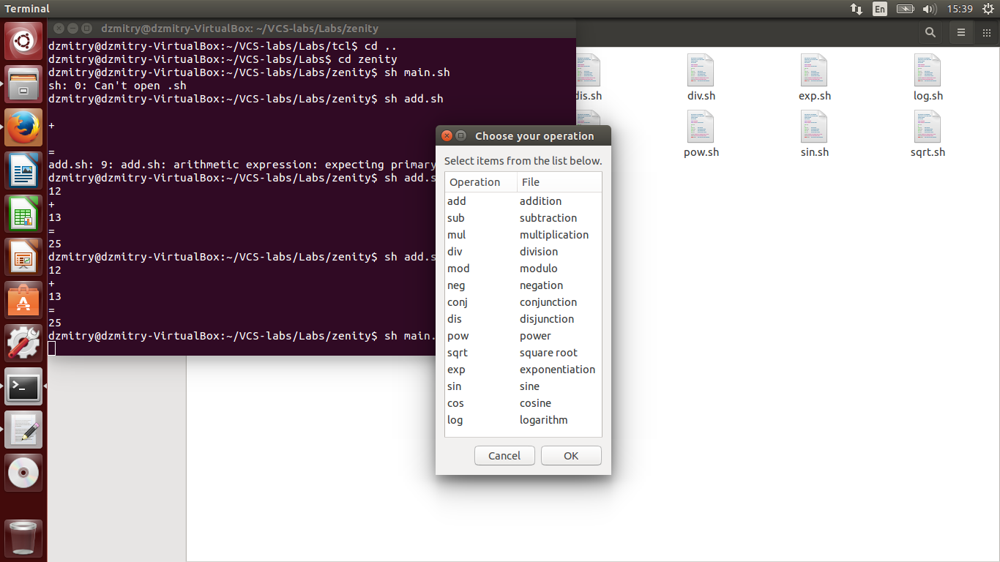 Terminal
En
15:39
dzmitry@dzmitry-VirtualBox: ~/VCS-labs/Labs/zenity
dzmitry@dzmitry-VirtualBox:~/VCS-labs/Labs/tcl$ cd ..
dzmitry@dzmitry-VirtualBox:~/VCS-labs/Labs$ cd zenity
dzmitry@dzmitry-VirtualBox:~/VCS-labs/Labs/zenity$ sh main.sh
sh: 0: Can't open .sh
dzmitry@dzmitry-VirtualBox:~/VCS-labs/Labs/zenity$ sh add.sh
+
=
add.sh: 9: add.sh: arithmetic expression: expecting primary
dzmitry@dzmitry-VirtualBox:~/VCS-labs/Labs/zenity$ sh add.s
12
+
13
=
25
dzmitry@dzmitry-VirtualBox:~/VCS-labs/Labs/zenity$ sh add.s
12
+
13
=
25
dzmitry@dzmitry-VirtualBox:~/VCS-labs/Labs/zenity$ sh main.
dis.sh
div.sh
exp.sh
log.sh
pow.sh
sin.sh
sqrt.sh
Choose your operation
Select items from the list below.
Operation File
add addition
sub subtraction
mul multiplication
div division
mod modulo
neg negation
conj conjunction
dis disjunction
pow power
sqrt square root
exp exponentiation
sin sine
cos cosine
log logarithm
Cancel OK